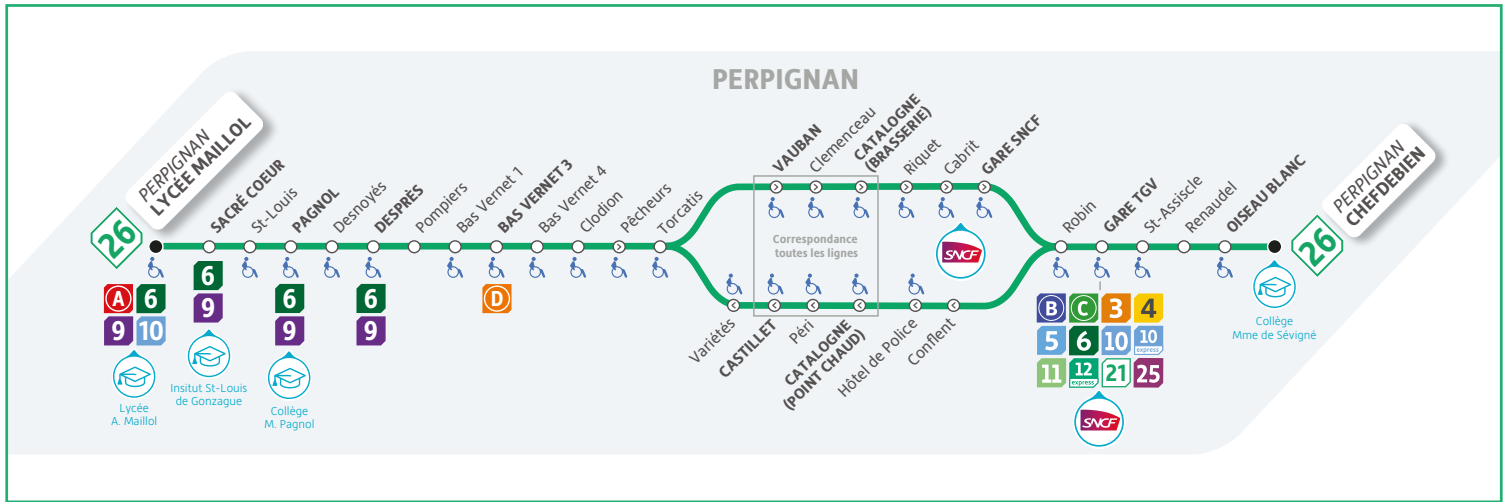 PERPIGNAN
26
PERPIGNAN
LYCÉE MAILLOL
SACRÉ COEUR
St-Louis
PAGNOL
Desnoyés
DESPRÈS
Pompiers
Bas Vernet 1
BAS VERNET 3
Bas Vernet 4
Clodion
Pêcheurs
Torcatis
VAUBAN
Clemenceau
CATALOGNE
(BRASSERIE)
Riquet
Cabrit
GARE SNCF
Correspondance
toutes les lignes
SNCF
Variétés
CASTILLET
Péri
CATALOGNE
(POINT CHAUD)
Hôtel de Police
Conflent
Robin
GARE TGV
St-Assiscle
Renaudel
OISEAU BLANC
PERPIGNAN
CHEFDEBIEN
26
A 6
9 10
Lycée
A. Maillol
6
9
Insitut St-Louis
de Gonzague
6
9
Collège
M. Pagnol
6
9
D
B C 3 4
5 6 10 10 express
11 12 express 21 25
SNCF
Collège
Mme de Sévigné